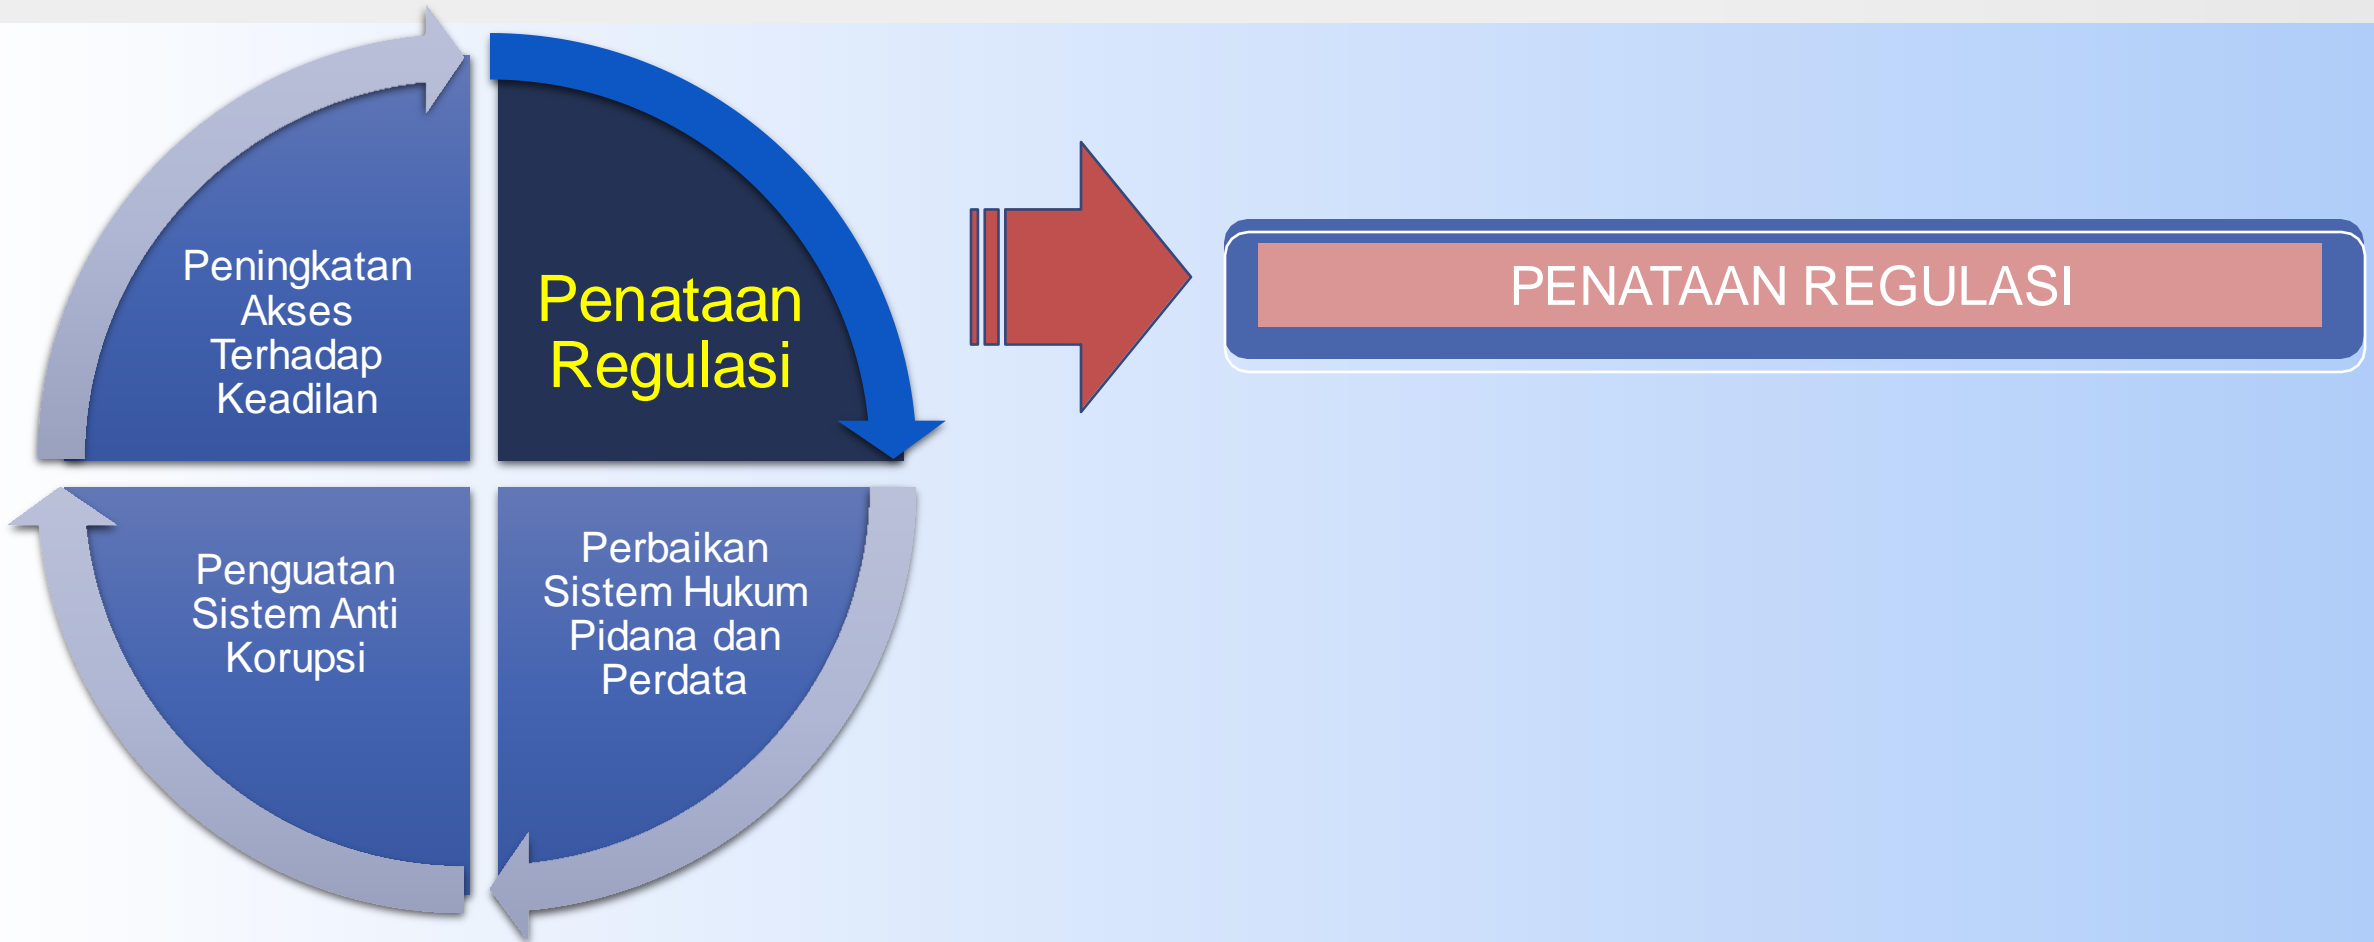 Peningkatan
Akses
Terhadap
Keadilan
Penataan
Regulasi
PENATAAN REGULASI
Penguatan
Sistem Anti
Korupsi
Perbaikan
Sistem Hukum
Pidana dan
Perdata